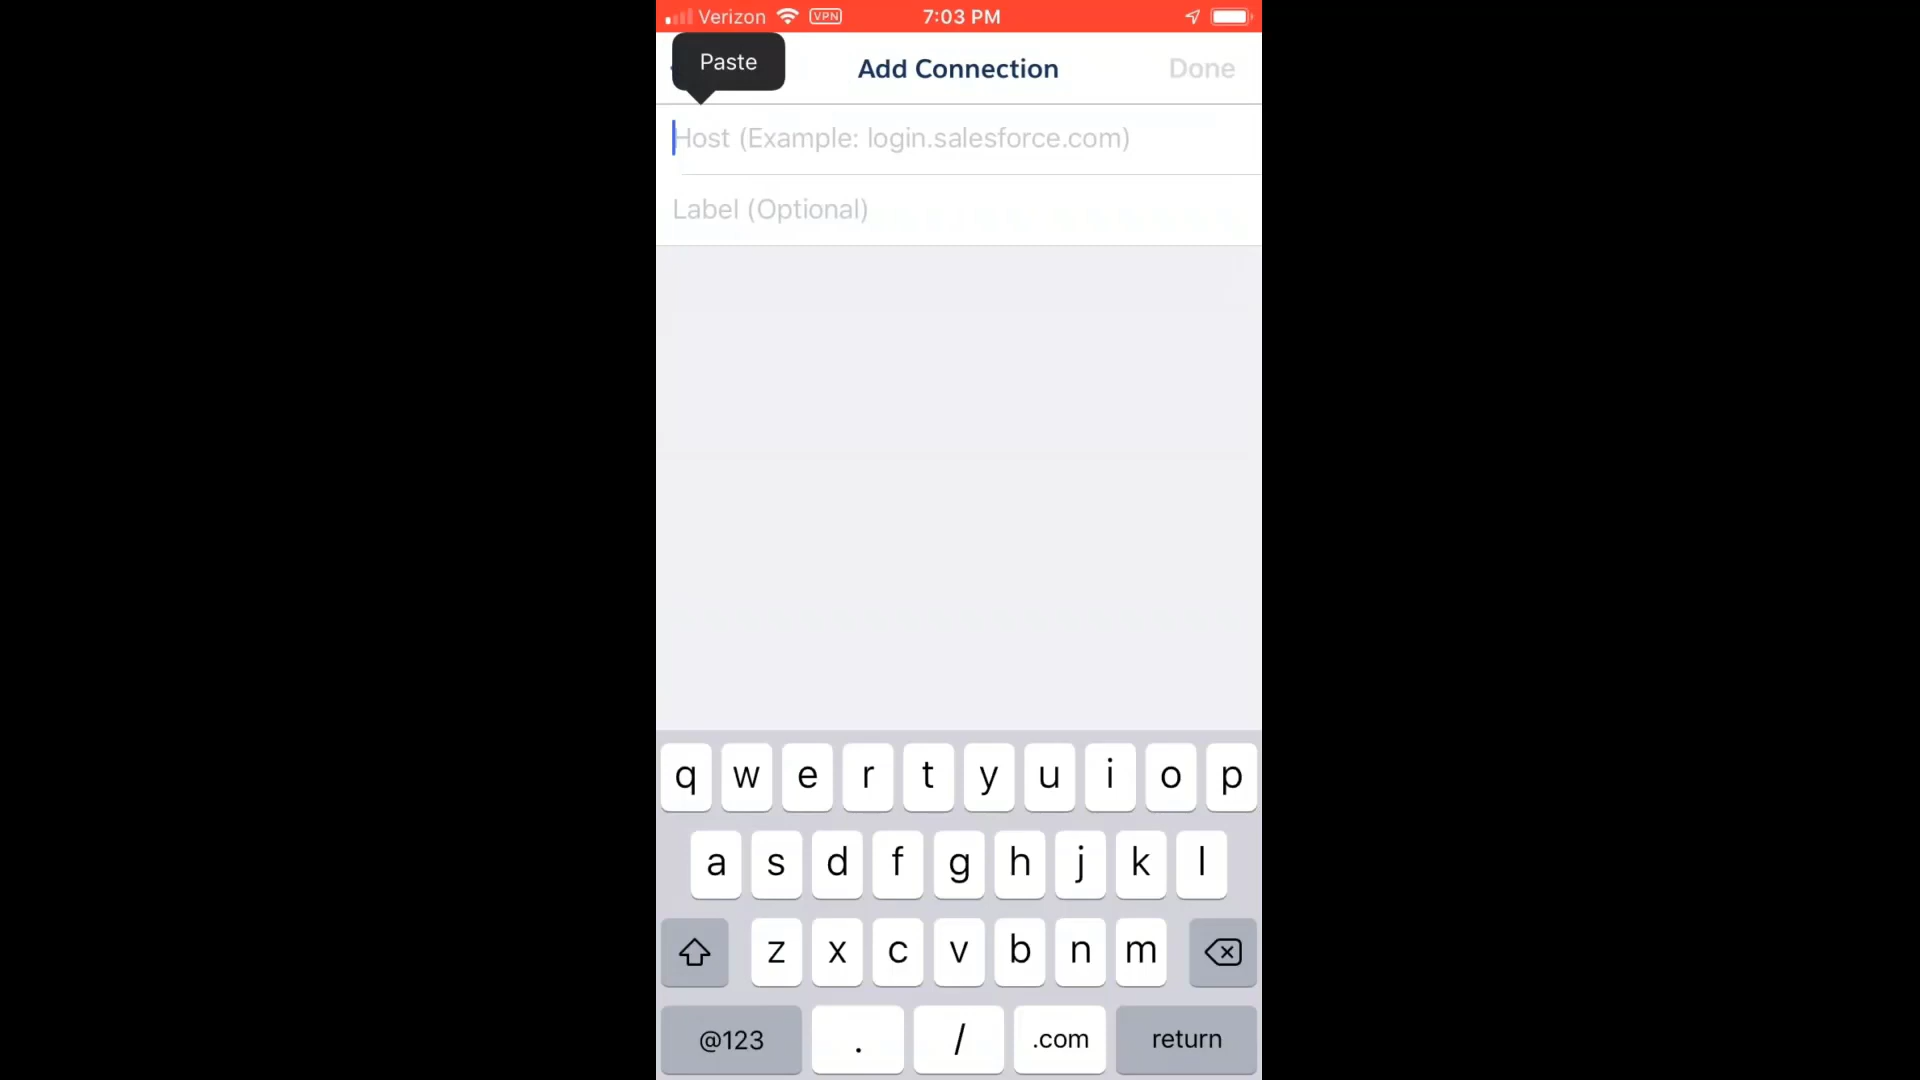 Verizon VPN 7:03 PM
Paste
Add Connection Done
Host (Example: login.salesforce.com)
Label (Optional)
q w e r t y u i o p
a s d f g h j k l
z x c v b n m
@123 . / .com return